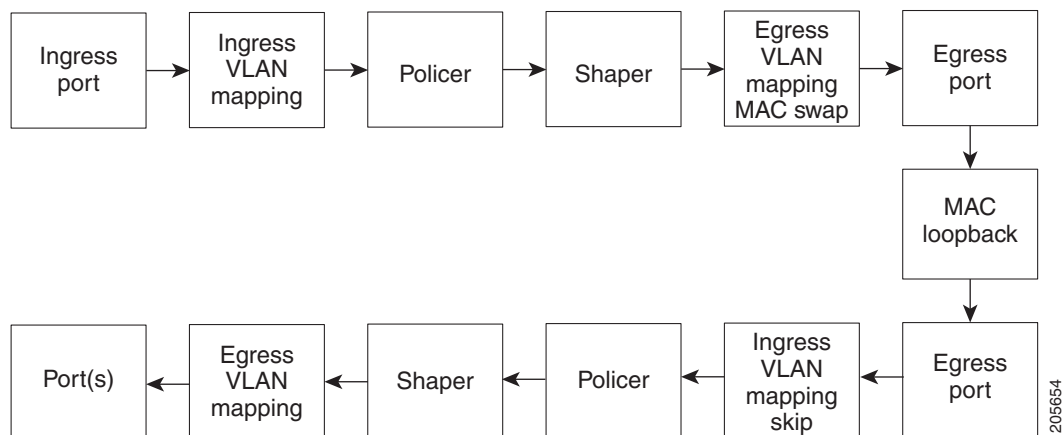 Ingress
port
Ingress
VLAN
mapping
Policer
Shaper
Egress
VLAN
mapping
MAC swap
Egress
port
MAC
loopback
Port(s)
Egress
VLAN
mapping
Shaper
Policer
Ingress
VLAN
mapping
skip
Egress
port
205654